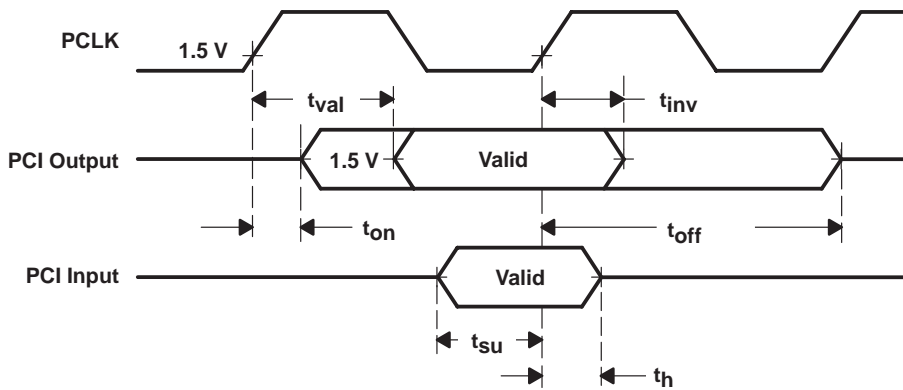 PCLK
1.5 V
tval
tinv
PCI Output
1.5 V
Valid
ton
toff
PCI Input
Valid
tsu
th